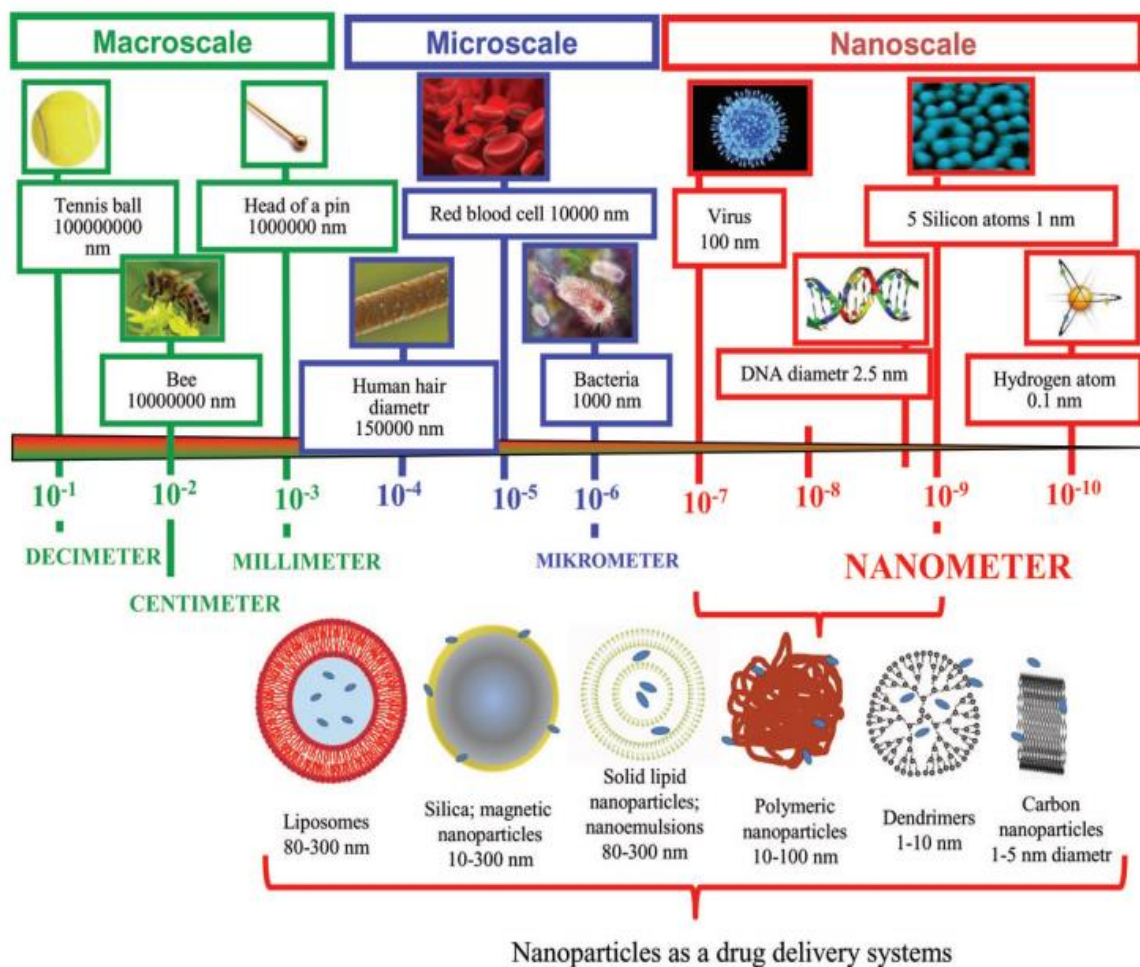 Macroscale
Microscale
Nanoscale
Tennis ball
100000000
nm
Head of a pin
1000000 nm
Red blood cell 10000 nm
Virus
100 nm
5 Silicon atoms 1 nm
Bee
10000000 nm
Human hair
diametr
150000 nm
Bacteria
1000 nm
DNA diametr 2.5 nm
Hydrogen atom
0.1 nm
10⁻¹
10⁻²
10⁻³
10⁻⁴
10⁻⁵
10⁻⁶
10⁻⁷
10⁻⁸
10⁻⁹
10⁻¹⁰
DECIMETER
MILLIMETER
MIKROMETER
NANOMETER
CENTIMETER
Liposomes
80-300 nm
Silica; magnetic
nanoparticles
10-300 nm
Solid lipid
nanoparticles;
nanoemulsions
80-300 nm
Polymeric
nanoparticles
10-100 nm
Dendrimers
1-10 nm
Carbon
nanoparticles
1-5 nm diametr
Nanoparticles as a drug delivery systems